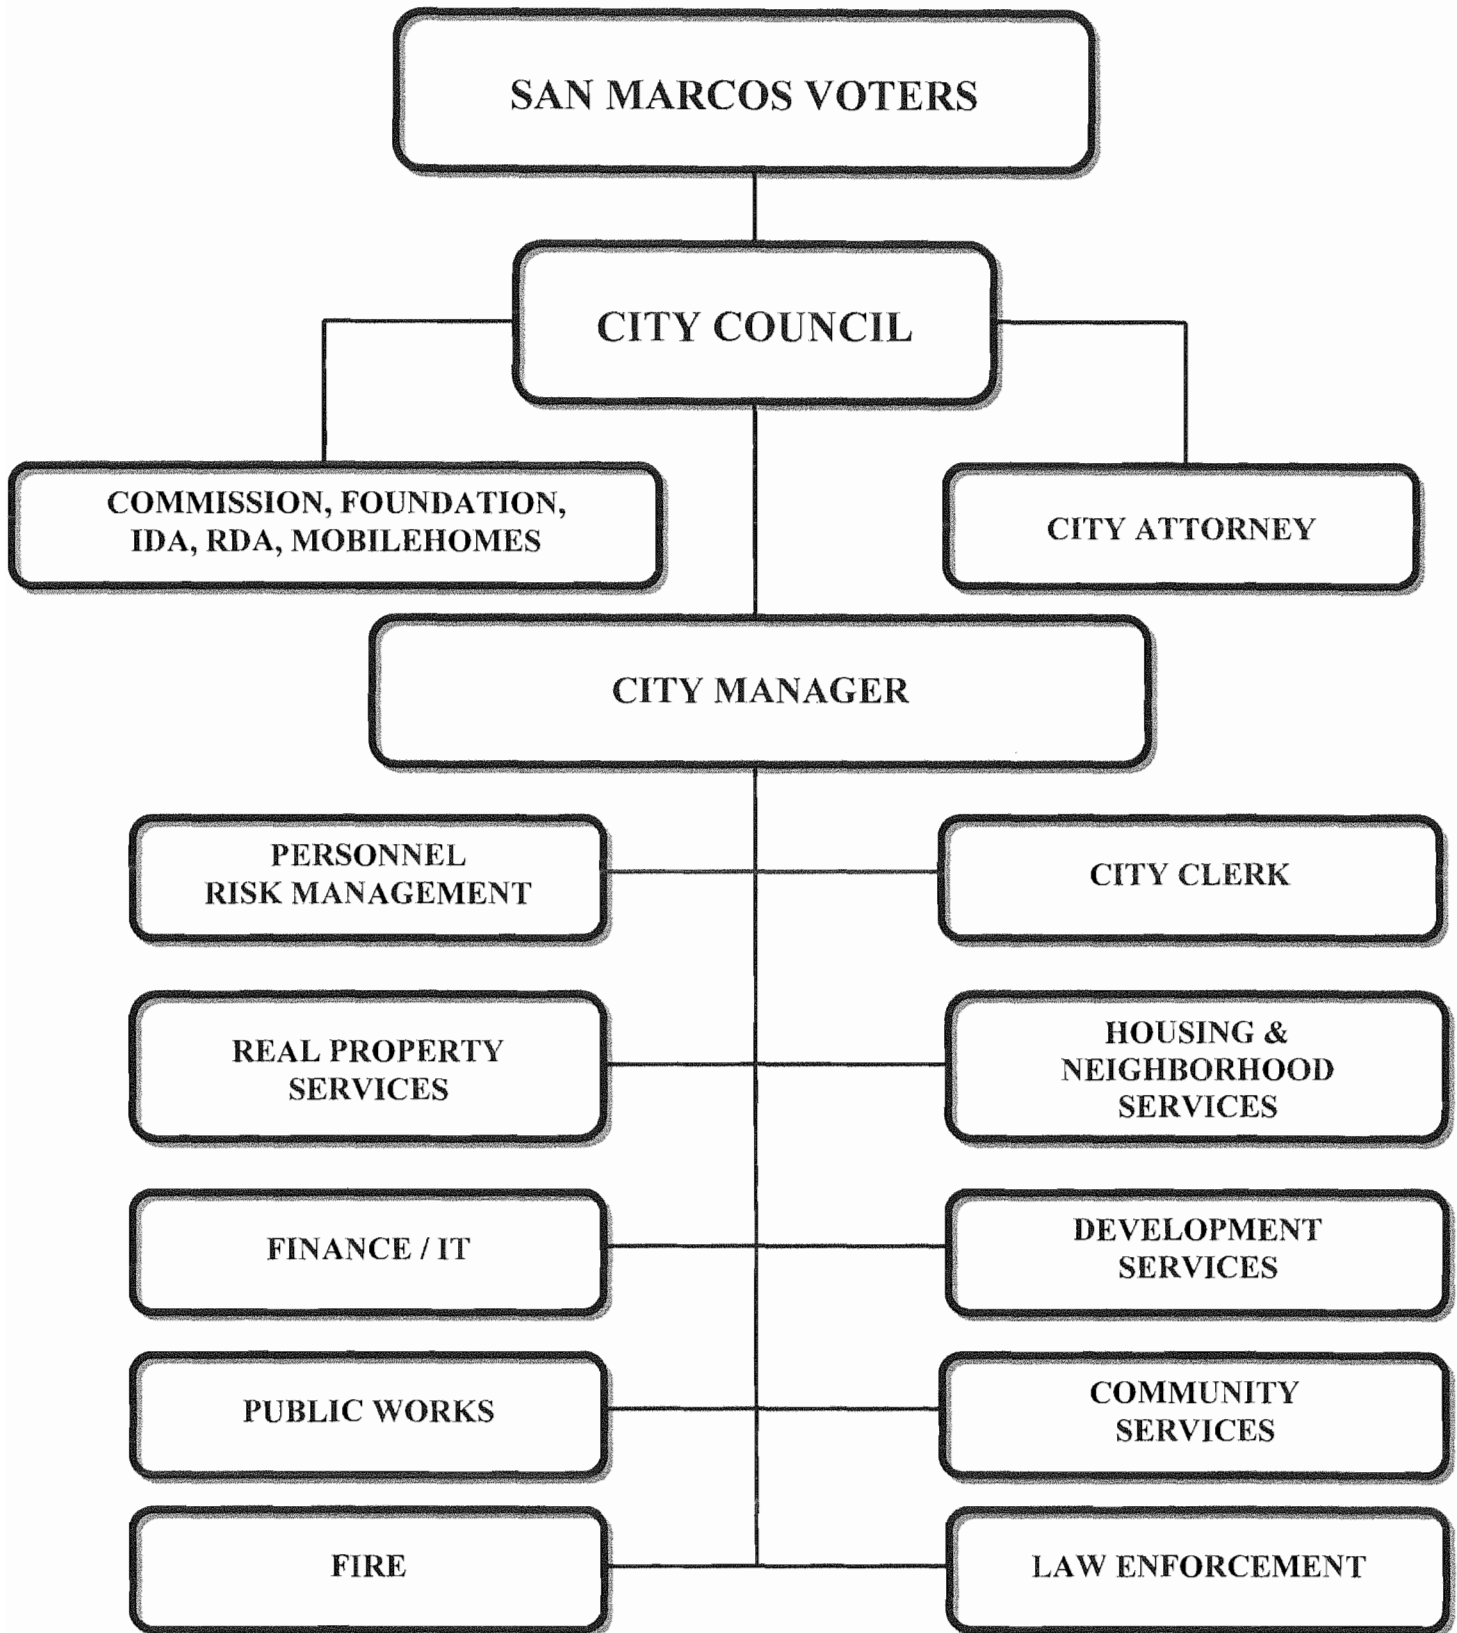 SAN MARCOS VOTERS
CITY COUNCIL
COMMISSION, FOUNDATION,
IDA, RDA, MOBILEHOMES
CITY ATTORNEY
CITY MANAGER
PERSONNEL
RISK MANAGEMENT
CITY CLERK
REAL PROPERTY
SERVICES
HOUSING &
NEIGHBORHOOD
SERVICES
FINANCE / IT
DEVELOPMENT
SERVICES
PUBLIC WORKS
COMMUNITY
SERVICES
FIRE
LAW ENFORCEMENT